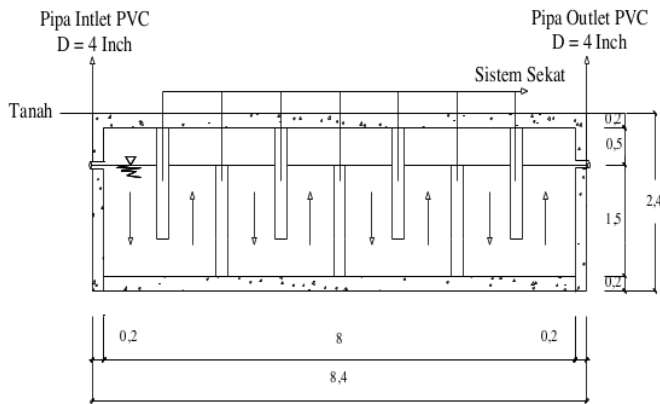 Pipa Intlet PVC
D = 4 Inch
Pipa Outlet PVC
D = 4 Inch
Sistem Sekat
Tanah
0.2
0.5
1.5
2,4
0.2
0,2
8
0,2
8,4